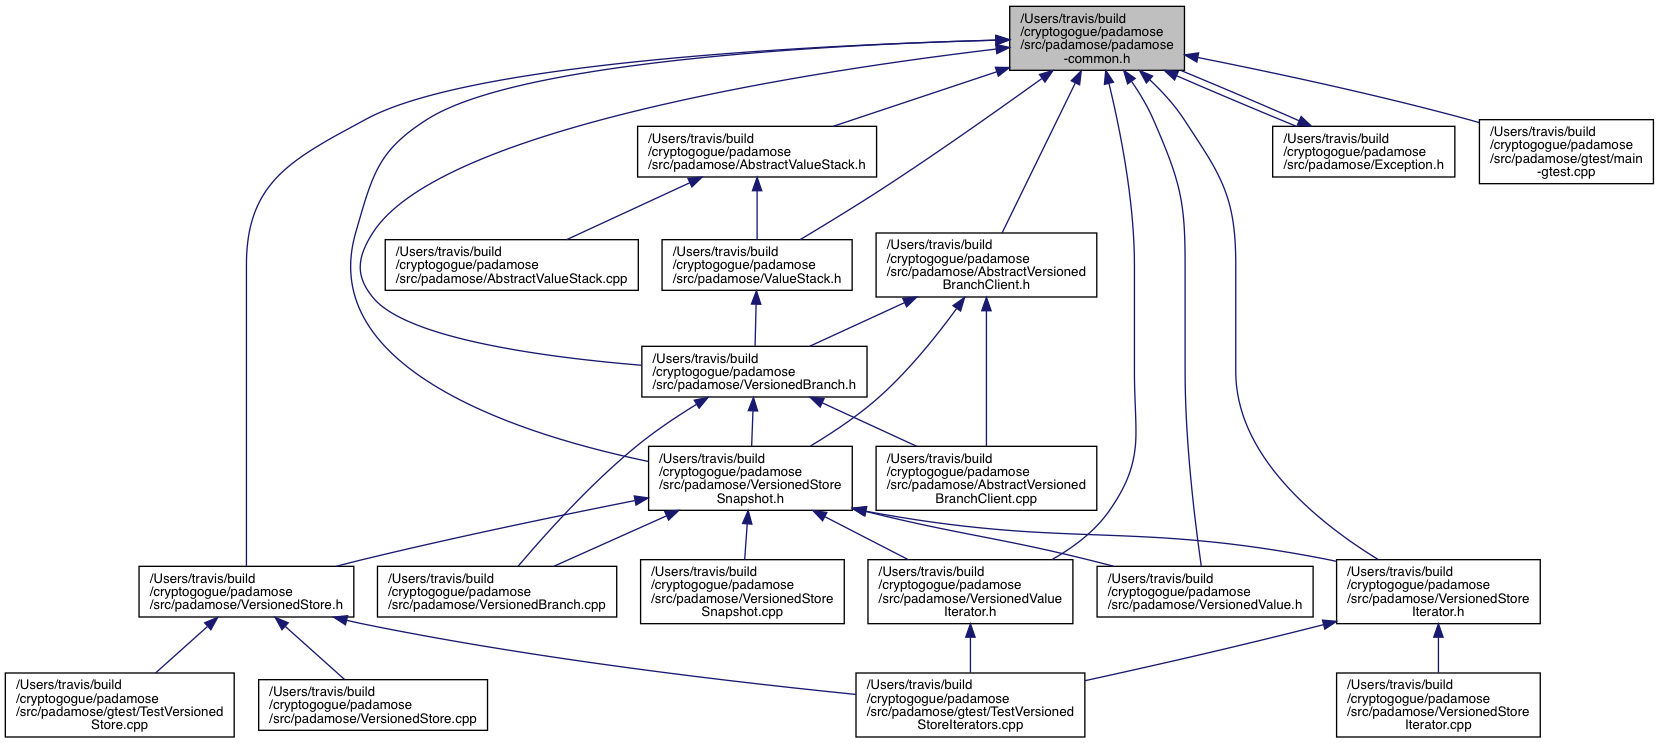 /Users/travis/build
/cryptogogue/padamose
/src/padamose/padamose
-common.h
/Users/travis/build
/cryptogogue/padamose
/src/padamose/AbstractValueStack.h
/Users/travis/build
/cryptogogue/padamose
/src/padamose/Exception.h
/Users/travis/build
/cryptogogue/padamose
/src/padamose/gtest/main
-gtest.cpp
/Users/travis/build
/cryptogogue/padamose
/src/padamose/AbstractValueStack.cpp
/Users/travis/build
/cryptogogue/padamose
/src/padamose/ValueStack.h
/Users/travis/build
/cryptogogue/padamose
/src/padamose/AbstractVersioned
BranchClient.h
/Users/travis/build
/cryptogogue/padamose
/src/padamose/VersionedBranch.h
/Users/travis/build
/cryptogogue/padamose
/src/padamose/VersionedStore
Snapshot.h
/Users/travis/build
/cryptogogue/padamose
/src/padamose/AbstractVersioned
BranchClient.cpp
/Users/travis/build
/cryptogogue/padamose
/src/padamose/VersionedStore.h
/Users/travis/build
/cryptogogue/padamose
/src/padamose/VersionedBranch.cpp
/Users/travis/build
/cryptogogue/padamose
/src/padamose/VersionedStore
Snapshot.cpp
/Users/travis/build
/cryptogogue/padamose
/src/padamose/VersionedValue
Iterator.h
/Users/travis/build
/cryptogogue/padamose
/src/padamose/VersionedValue.h
/Users/travis/build
/cryptogogue/padamose
/src/padamose/VersionedStore
Iterator.h
/Users/travis/build
/cryptogogue/padamose
/src/padamose/gtest/TestVersioned
Store.cpp
/Users/travis/build
/cryptogogue/padamose
/src/padamose/VersionedStore.cpp
/Users/travis/build
/cryptogogue/padamose
/src/padamose/gtest/TestVersioned
StoreIterators.cpp
/Users/travis/build
/cryptogogue/padamose
/src/padamose/VersionedStore
Iterator.cpp